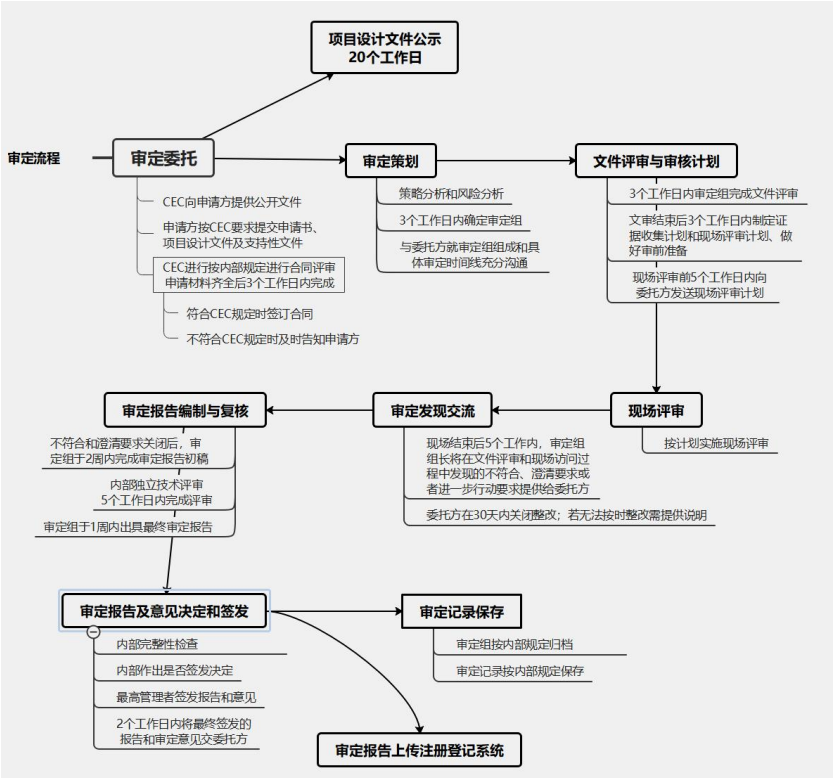 项目设计文件公示
20个工作日
审定流程
审定委托
CEC向申请方提供公开文件
申请方按CEC要求提交申请书、
项目设计文件及支持性文件
CEC进行按内部规定进行合同评审
申请材料齐全后3个工作日内完成
符合CEC规定时签订合同
不符合CEC规定时及时告知申请方
审定策划
策略分析和风险分析
3个工作日内确定审定组
与委托方就审定组组成和具
体审定时间线充分沟通
文件评审与审核计划
3个工作日内审定组完成文件评审
文审结束后3个工作日内制定证
据收集计划和现场评审计划、做
好审前准备
现场评审前5个工作日内向
委托方发送现场评审计划
现场评审
按计划实施现场评审
审定发现交流
现场结束后5个工作内，审定组
组长将在文件评审和现场访问过
程中发现的不符合、澄清要求或
者进一步行动要求提供给委托方
委托方在30天内关闭整改；若无法按时整改需提供说明
审定报告编制与复核
不符合和澄清要求关闭后，审
定组于2周内完成审定报告初稿
内部独立技术评审
5个工作日内完成评审
审定组于1周内出具最终审定报告
审定报告及意见决定和签发
内部完整性检查
内部作出是否签发决定
最高管理者签发报告和意见
2个工作日内将最终签发的
报告和审定意见交委托方
审定记录保存
审定组按内部规定归档
审定记录按内部规定保存
审定报告上传注册登记系统